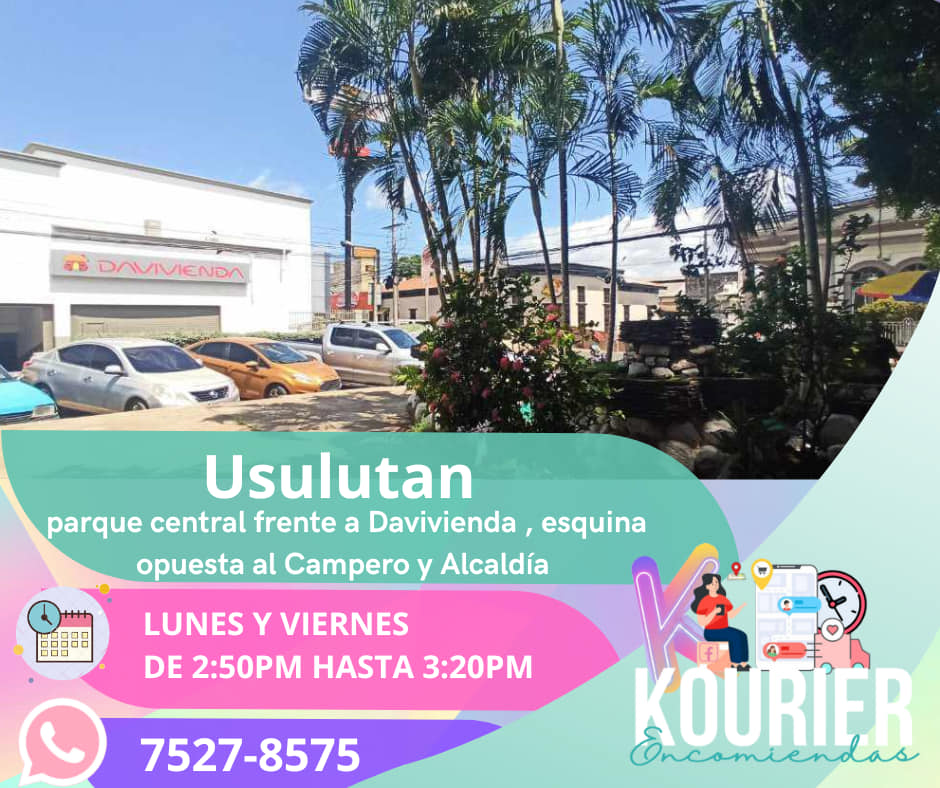 DAVIVIENDA
Usulutan
parque central frente a Davivienda , esquina
opuesta al Campero y Alcaldía
LUNES Y VIERNES
DE 2:50PM HASTA 3:20PM
7527-8575
K
KOURIER
Encomiendas